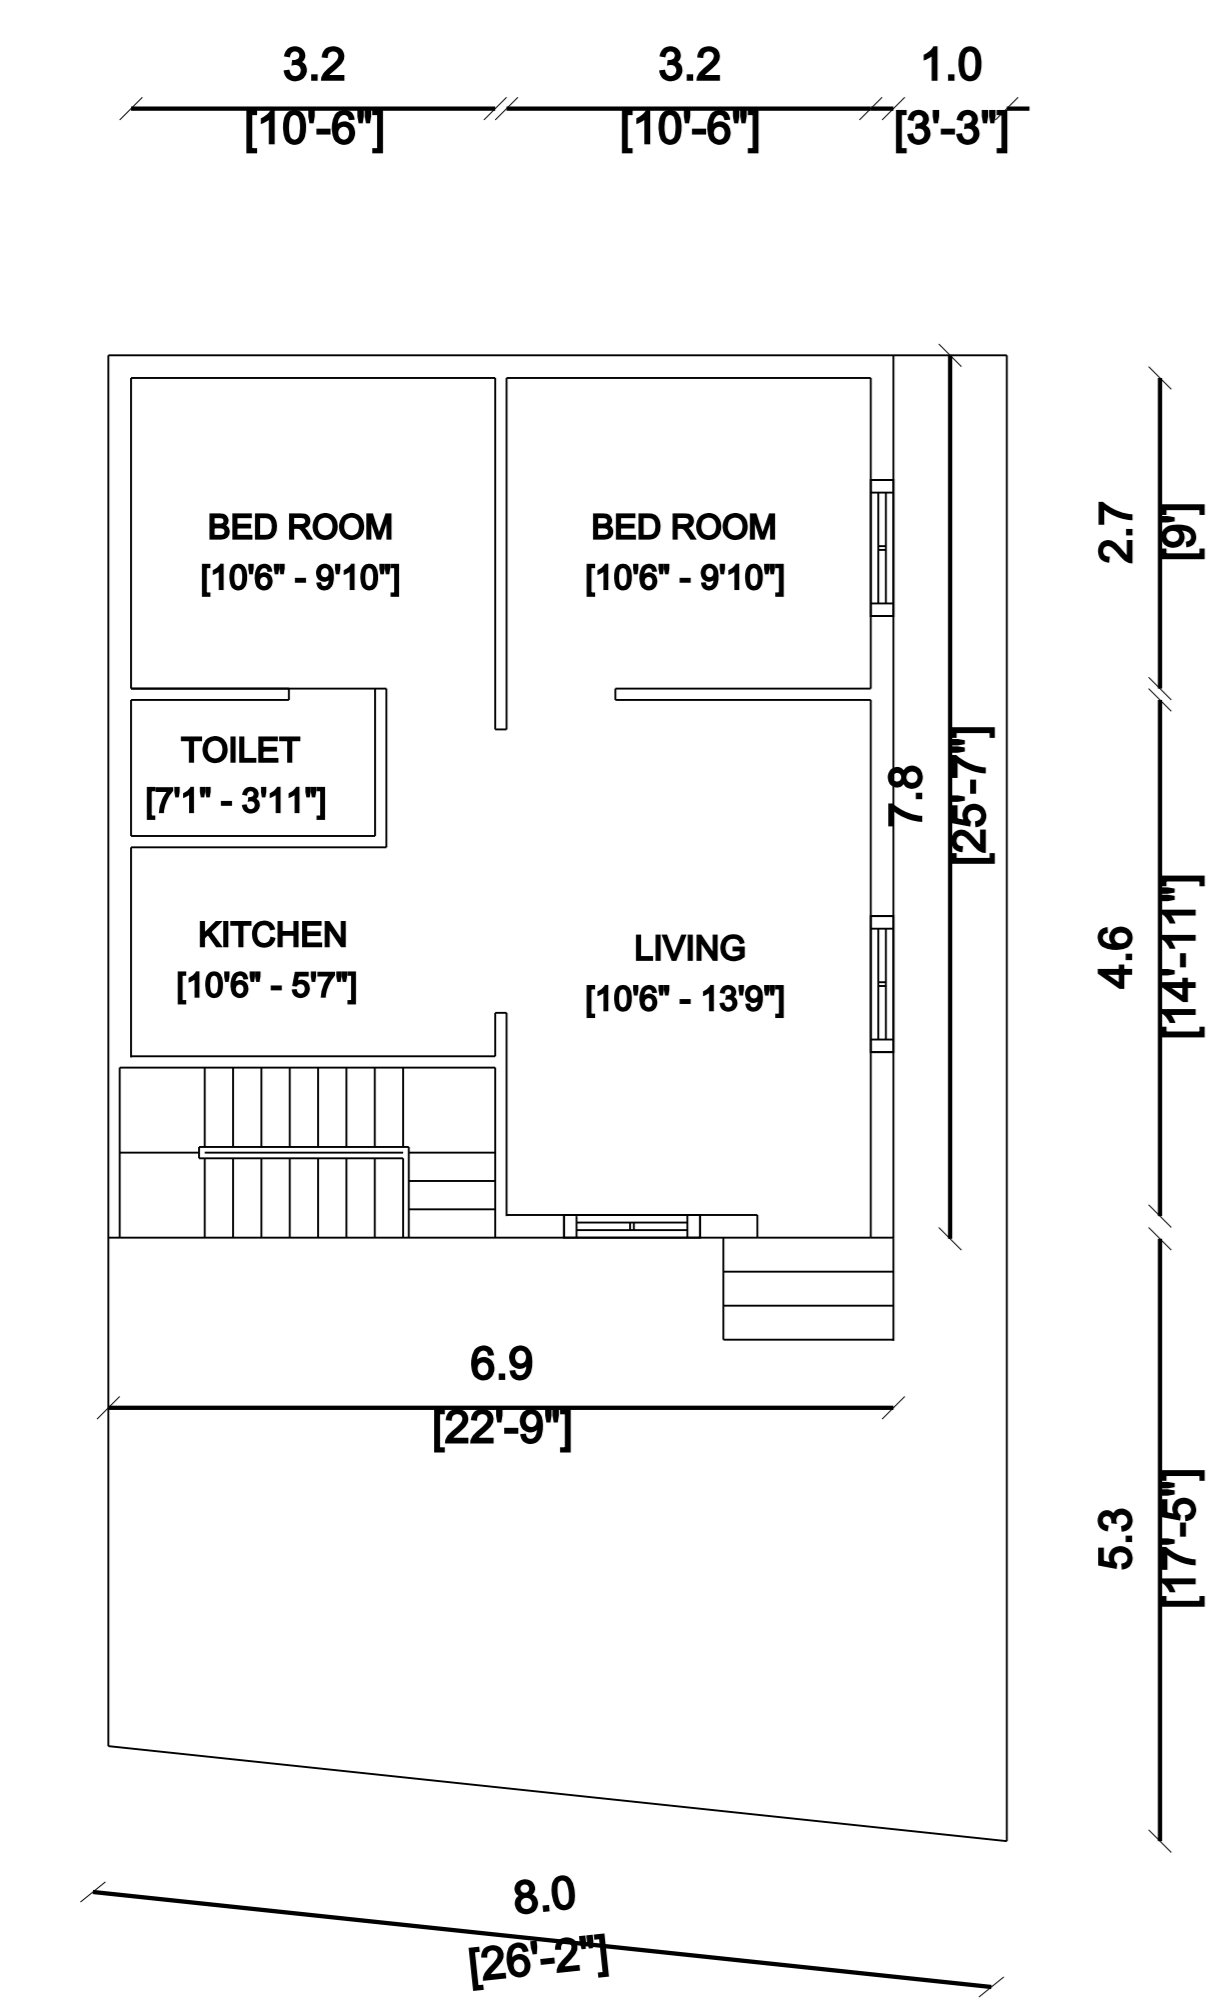 3.2
[10'-6"]
3.2
[10'-6"]
1.0
[3'-3"]
BED ROOM
[10'6" - 9'10"]
BED ROOM
[10'6" - 9'10"]
2.7
[9']
TOILET
[7'1" - 3'11"]
7.8
[25'-7"]
KITCHEN
[10'6" - 5'7"]
LIVING
[10'6" - 13'9"]
4.6
[14'-11"]
6.9
[22'-9"]
5.3
[17'-5"]
8.0
[26'-2"]